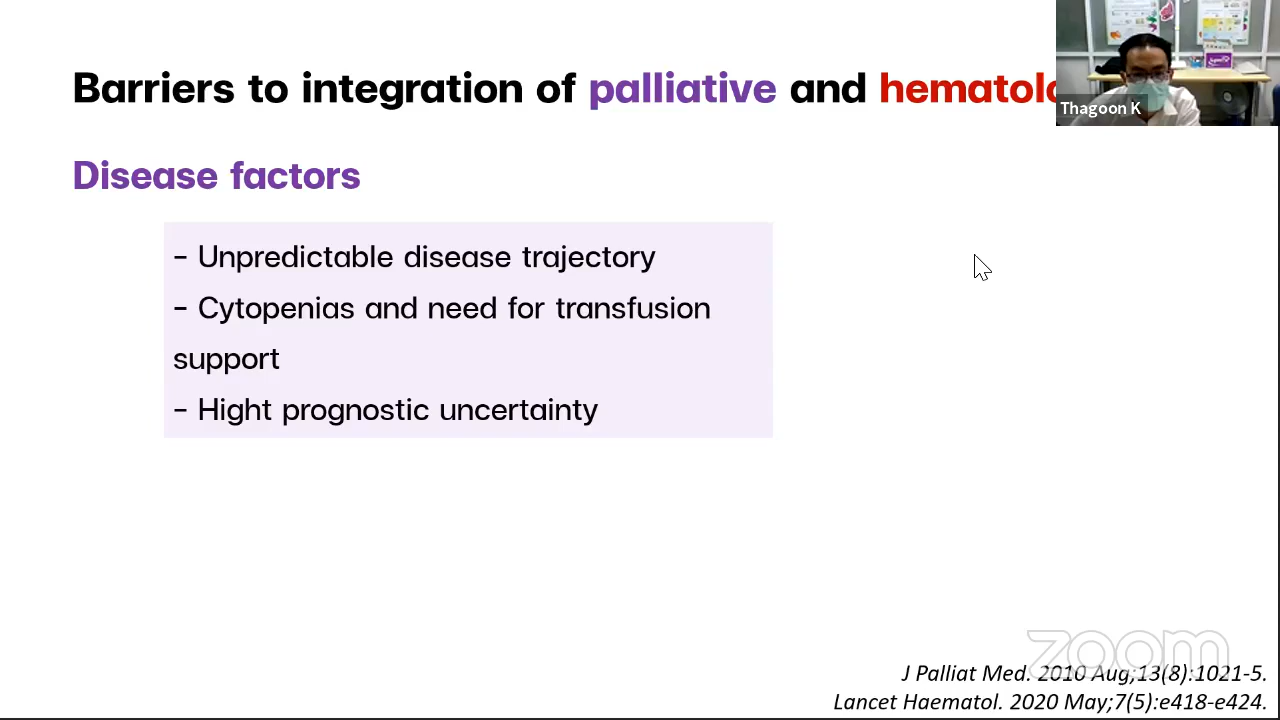 Barriers to integration of palliative and hematolo
Thagoon K
Disease factors
- Unpredictable disease trajectory
- Cytopenias and need for transfusion
support
- Hight prognostic uncertainty
zoom
J Palliat Med. 2010 Aug;13(8):1021-5.
Lancet Haematol. 2020 May;7(5):e418-e424.